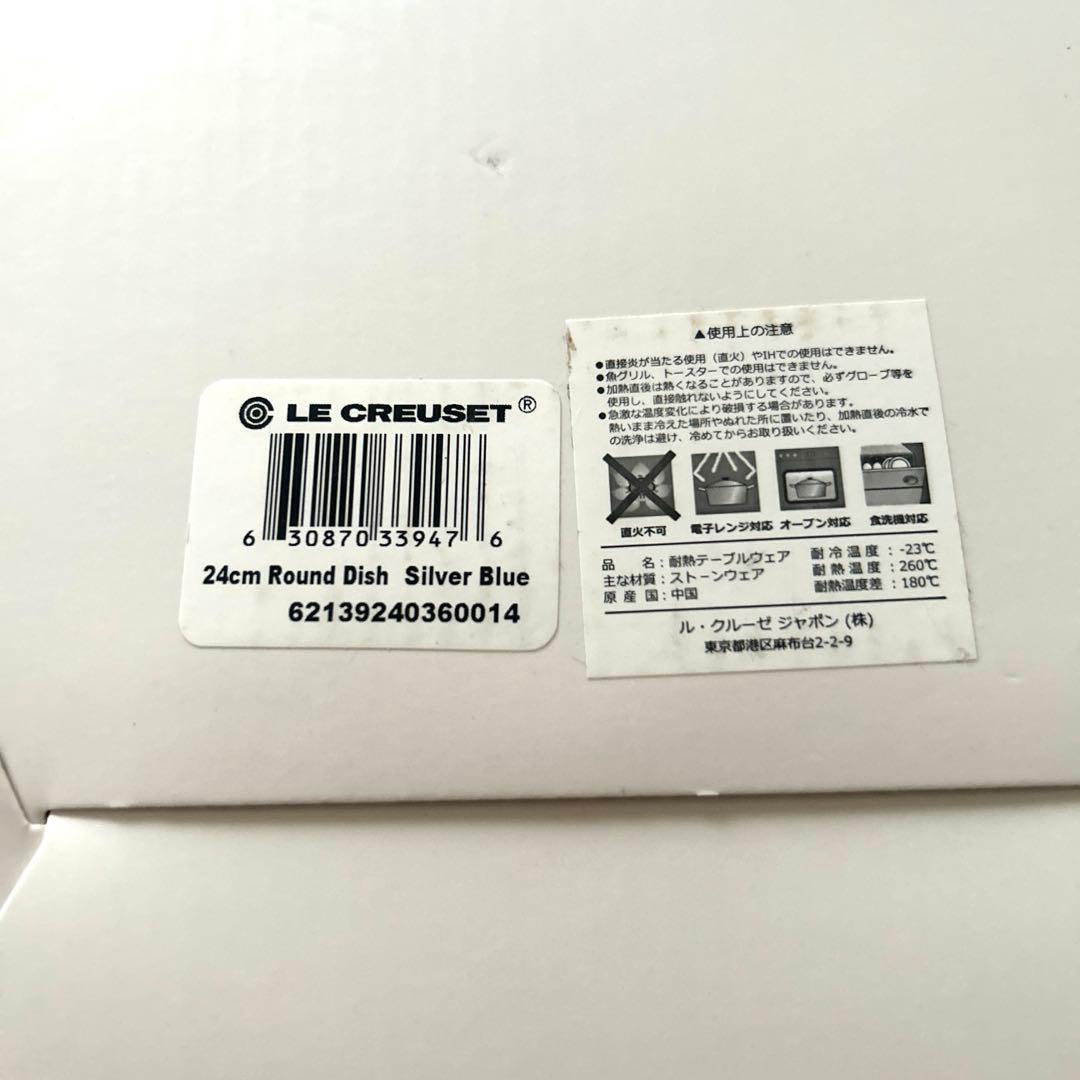 LE CREUSET®
6 30870 33947 6
24cm Round Dish Silver Blue
62139240360014
▲使用上の注意
●直接炎が当たる使用（直火）やIHでの使用はできません。
●魚グリル、トースターでの使用はできません。
●加熱直後は熱くなることがありますので、必ずグローブ等を
使用し、直接触れないようにしてください。
●急激な温度変化により破損する場合があります。
熱いまま冷えた場所やぬれた所に置いたり、加熱直後の冷水で
の洗浄は避け、冷めてからお取り扱いください。
直火不可 電子レンジ対応 オーブン対応 食洗機対応
品名：耐熱テーブルウェア 耐冷温度：-23℃
主な材質：ストーンウェア 耐熱温度：260℃
原産国：中国 耐熱温度差：180℃
ル・クルーゼ ジャポン (株)
東京都港区麻布台2-2-9